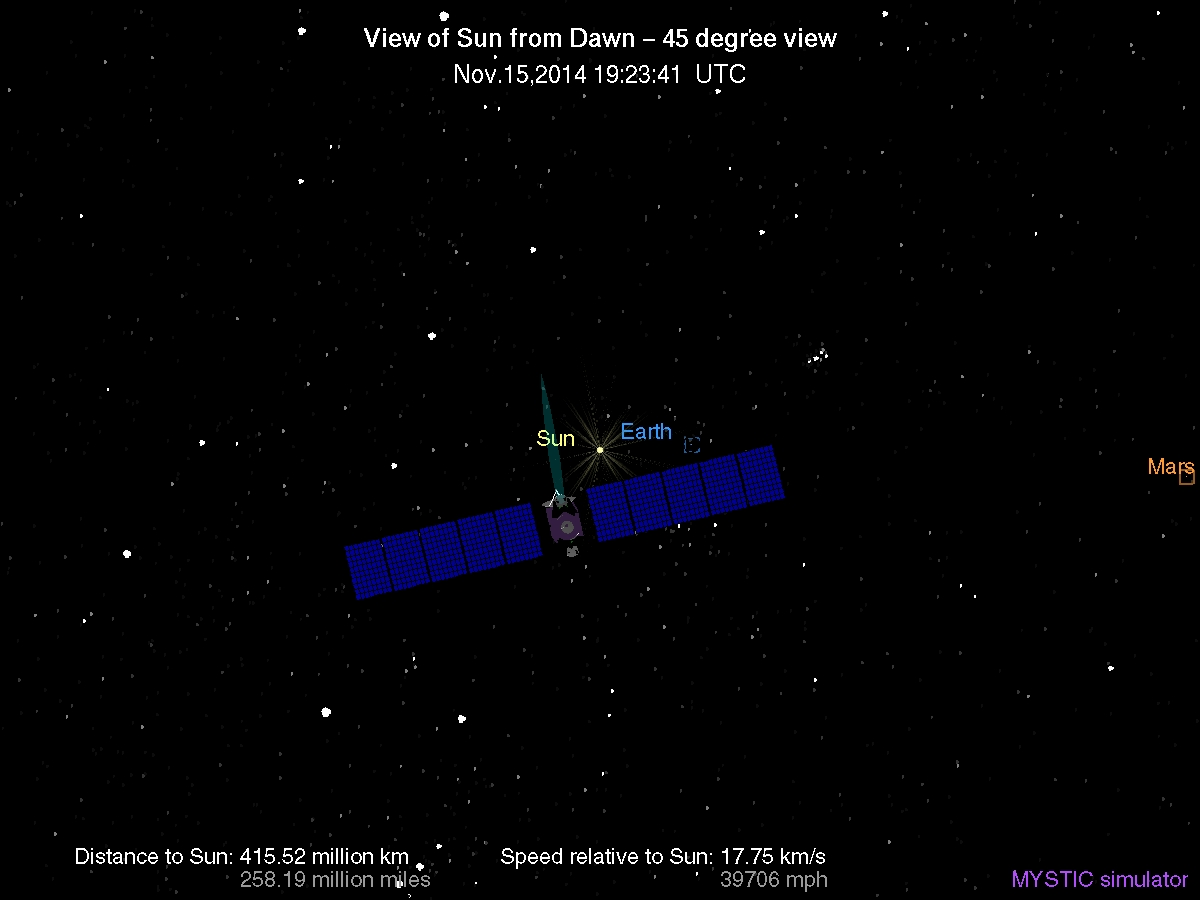 View of Sun from Dawn – 45 degree view
Nov.15,2014 19:23:41 UTC
Sun
Earth
Mars
Distance to Sun: 415.52 million km
258.19 million miles
Speed relative to Sun: 17.75 km/s
39706 mph
MYSTIC simulator